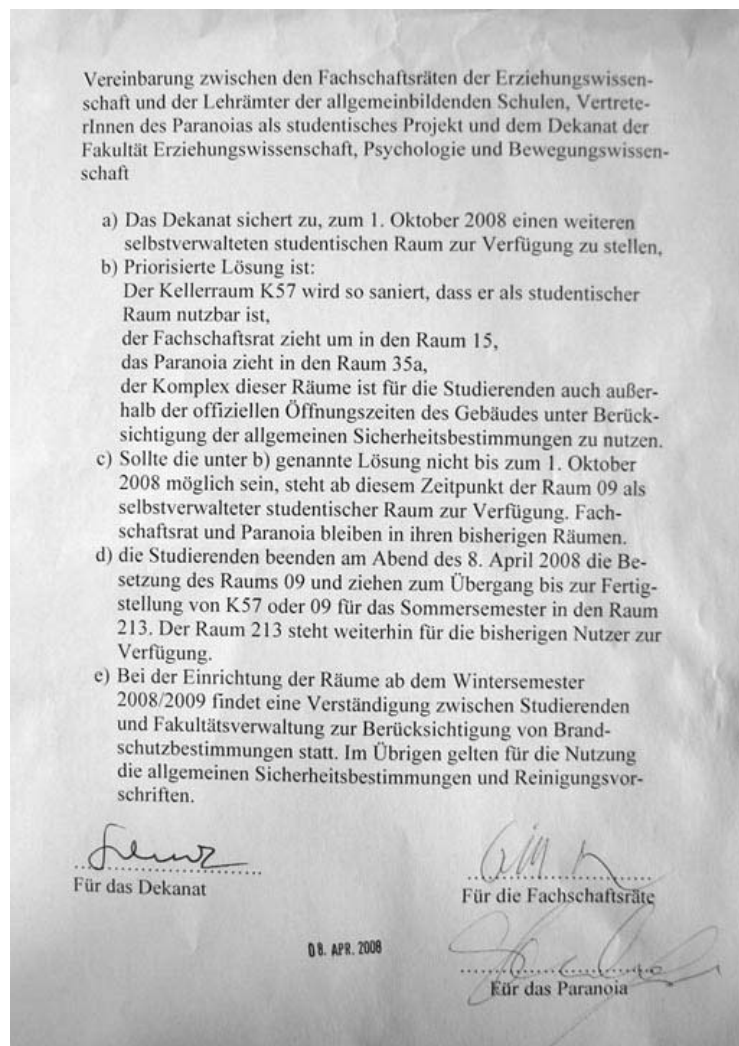 Vereinbarung zwischen den Fachschaftsräten der Erziehungswissen-
schaft und der Lehrämter der allgemeinbildenden Schulen, Vertrete-
rInnen des Paranoias als studentisches Projekt und dem Dekanat der
Fakultät Erziehungswissenschaft, Psychologie und Bewegungswissen-
schaft
a) Das Dekanat sichert zu, zum 1. Oktober 2008 einen weiteren
selbstverwalteten studentischen Raum zur Verfügung zu stellen,
b) Priorisierte Lösung ist:
Der Kellerraum K57 wird so saniert, dass er als studentischer
Raum nutzbar ist,
der Fachschaftsrat zieht um in den Raum 15,
das Paranoia zieht in den Raum 35a,
der Komplex dieser Räume ist für die Studierenden auch außer-
halb der offiziellen Öffnungszeiten des Gebäudes unter Berück-
sichtigung der allgemeinen Sicherheitsbestimmungen zu nutzen.
c) Sollte die unter b) genannte Lösung nicht bis zum 1. Oktober
2008 möglich sein, steht ab diesem Zeitpunkt der Raum 09 als
selbstverwalteter studentischer Raum zur Verfügung. Fach-
schaftsrat und Paranoia bleiben in ihren bisherigen Räumen.
d) die Studierenden beenden am Abend des 8. April 2008 die Be-
setzung des Raums 09 und ziehen zum Übergang bis zur Fertig-
stellung von K57 oder 09 für das Sommersemester in den Raum
213. Der Raum 213 steht weiterhin für die bisherigen Nutzer zur
Verfügung.
e) Bei der Einrichtung der Räume ab dem Wintersemester
2008/2009 findet eine Verständigung zwischen Studierenden
und Fakultätsverwaltung zur Berücksichtigung von Brand-
schutzbestimmungen statt. Im Übrigen gelten für die Nutzung
die allgemeinen Sicherheitsbestimmungen und Reinigungsvor-
schriften.
Für das Dekanat
Für die Fachschaftsräte
08. APR. 2008
Für das Paranoia